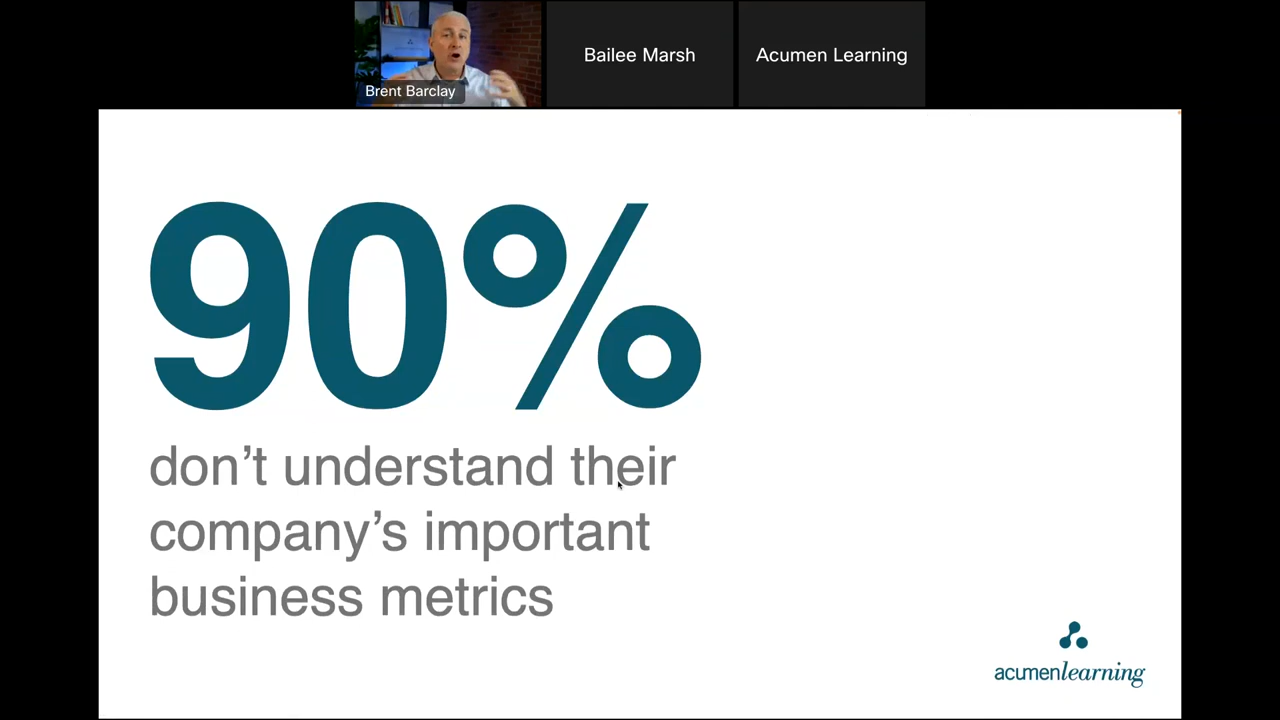 Brent Barclay
Bailee Marsh
Acumen Learning
90%
don’t understand their
company’s important
business metrics
acumenlearning